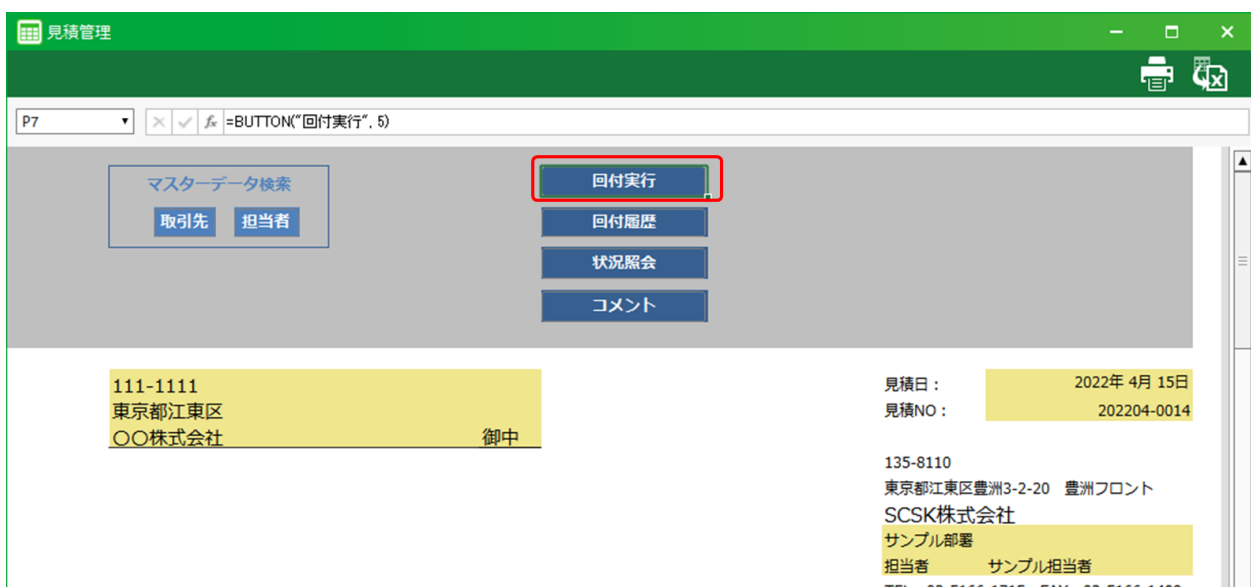 見積管理
P7
fx =BUTTON("回付実行", 5)
マスターデータ検索
取引先 担当者
回付実行
回付履歴
状況照会
コメント
111-1111
東京都江東区
〇〇株式会社 御中
見積日： 2022年 4月 15日
見積NO： 202204-0014
135-8110
東京都江東区豊洲3-2-20 豊洲フロント
SCSK株式会社
サンプル部署
担当者 サンプル担当者